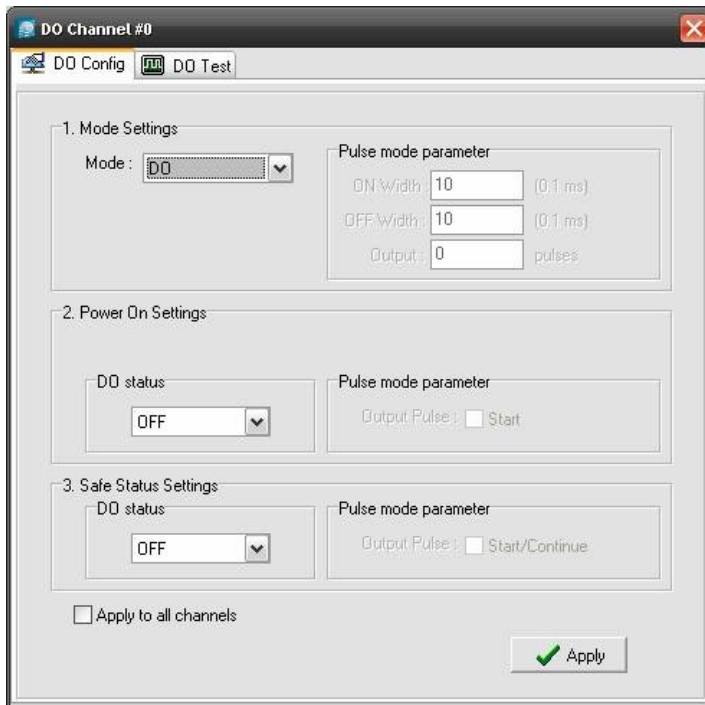 DO Channel #0
DO Config DO Test
1. Mode Settings
Mode : DO
Pulse mode parameter
ON Width : 10 (0.1 ms)
OFF Width : 10 (0.1 ms)
Output : 0 pulses
2. Power On Settings
DO status
OFF
Pulse mode parameter
Output Pulse : Start
3. Safe Status Settings
DO status
OFF
Pulse mode parameter
Output Pulse : Start/Continue
Apply to all channels
Apply